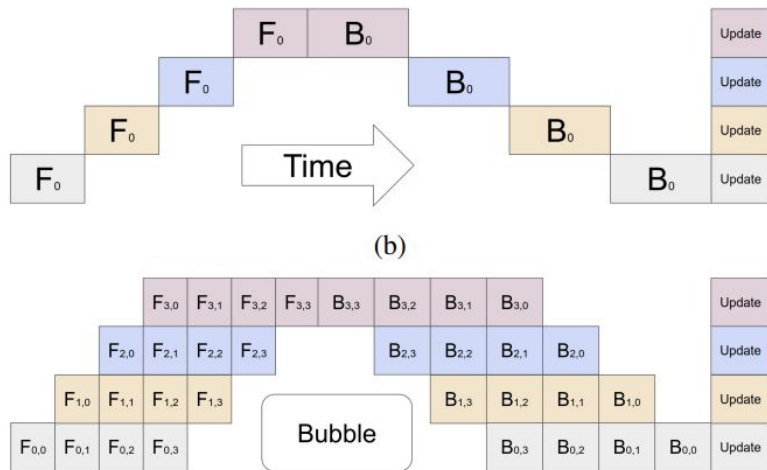 F₀ B₀ Update
F₀ B₀ Update
F₀ B₀ Update
Time
F₀ B₀ Update
(b)
F₃,₀ F₃,₁ F₃,₂ F₃,₃ B₃,₃ B₃,₂ B₃,₁ B₃,₀ Update
F₂,₀ F₂,₁ F₂,₂ F₂,₃ B₂,₃ B₂,₂ B₂,₁ B₂,₀ Update
F₁,₀ F₁,₁ F₁,₂ F₁,₃ B₁,₃ B₁,₂ B₁,₁ B₁,₀ Update
F₀,₀ F₀,₁ F₀,₂ F₀,₃ Bubble B₀,₃ B₀,₂ B₀,₁ B₀,₀ Update